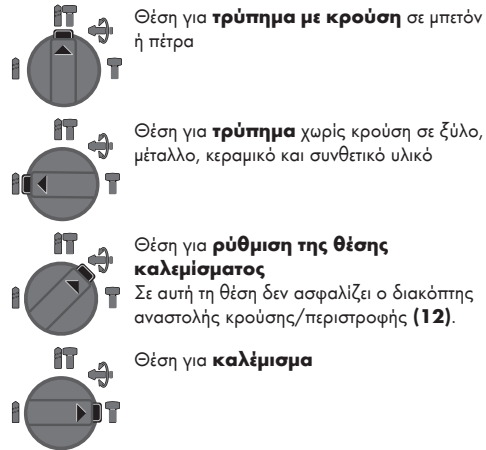 Θέση για τρύπημα με κρούση σε μπετόν
ή πέτρα
Θέση για τρύπημα χωρίς κρούση σε ξύλο,
μέταλλο, κεραμικό και συνθετικό υλικό
Θέση για ρύθμιση της θέσης
καλεμίσματος
Σε αυτή τη θέση δεν ασφαλίζει ο διακόπτης
αναστολής κρούσης/περιστροφής (12).
Θέση για καλέμισμα